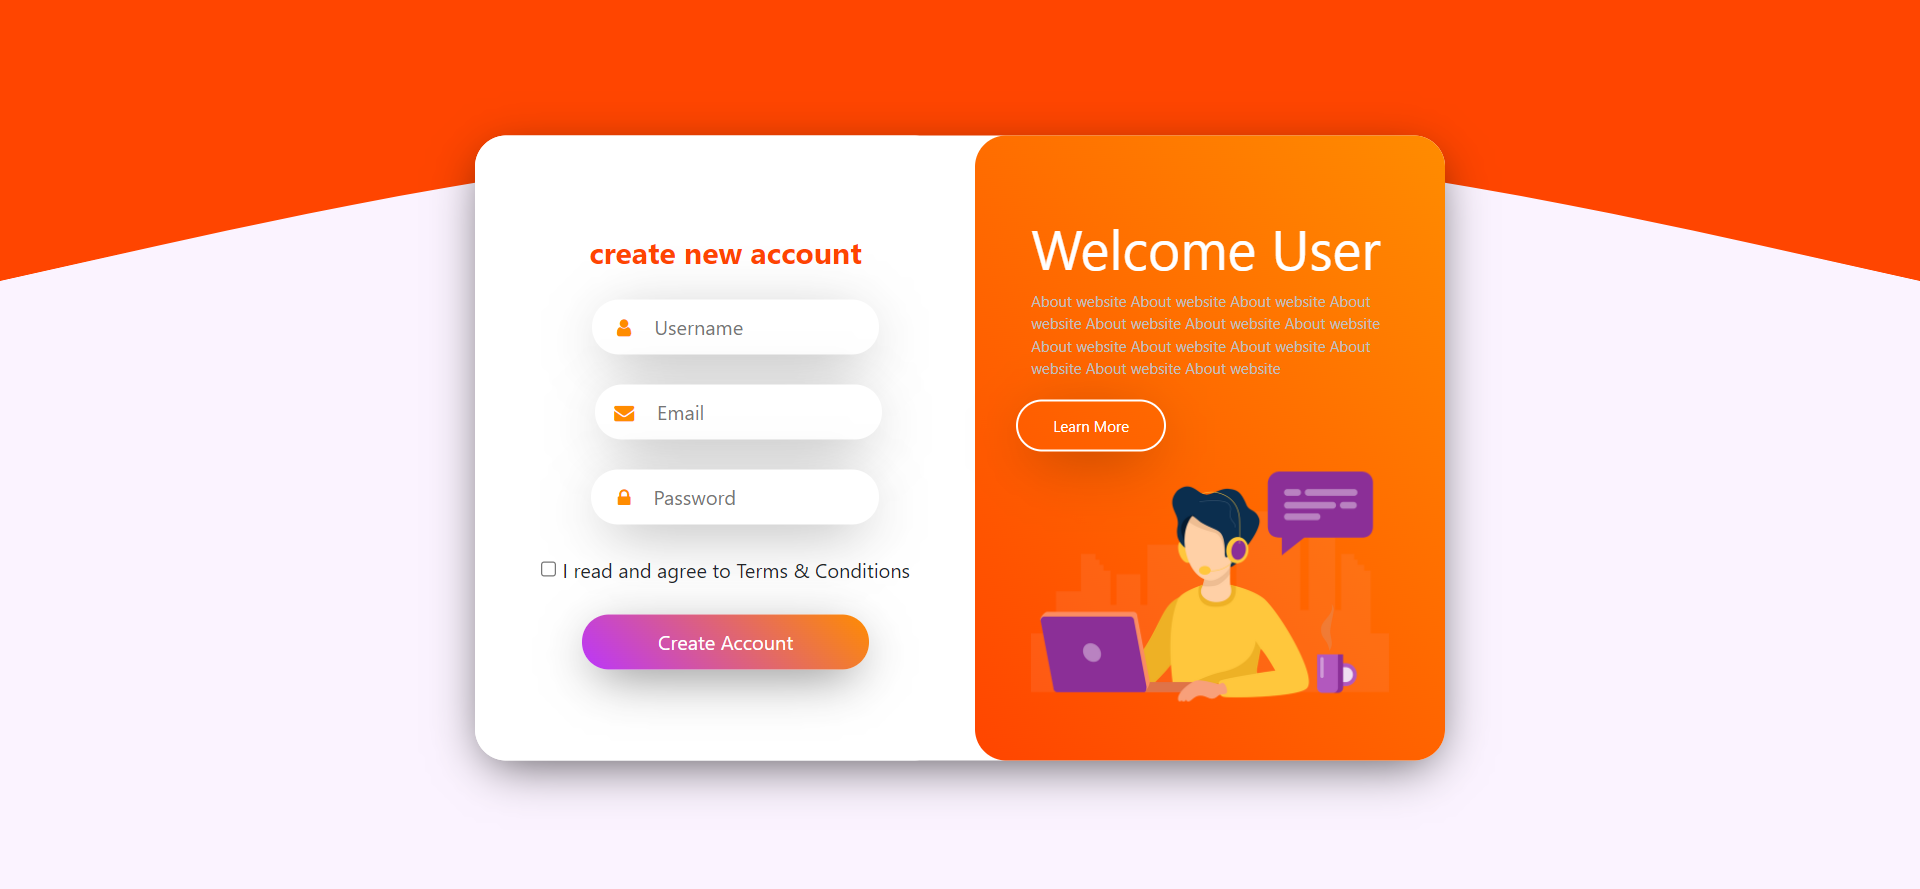 create new account
Username
Email
Password
I read and agree to Terms & Conditions
Create Account
Welcome User
About website About website About website About
website About website About website About website
About website About website About website About
website About website About website
Learn More